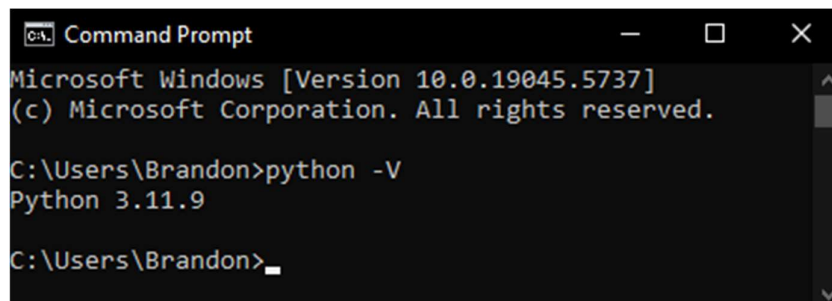 Command Prompt
Microsoft Windows [Version 10.0.19045.5737]
(c) Microsoft Corporation. All rights reserved.
C:\Users\Brandon>python -V
Python 3.11.9
C:\Users\Brandon>